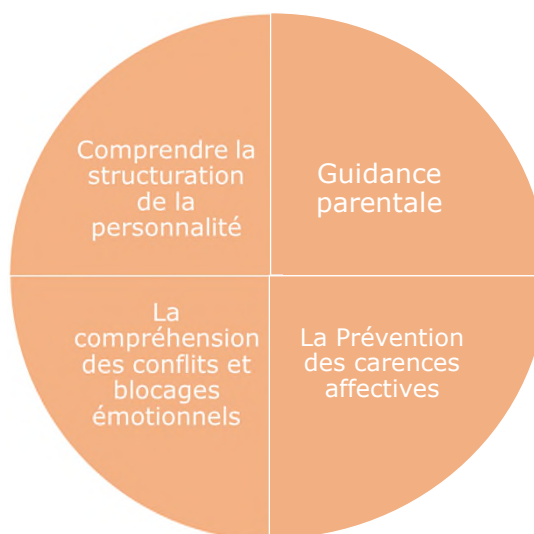 Comprendre la
structuration
de la
personnalité
Guidance
parentale
La
compréhension
des conflits et
blocages
émotionnels
La Prévention
des carences
affectives